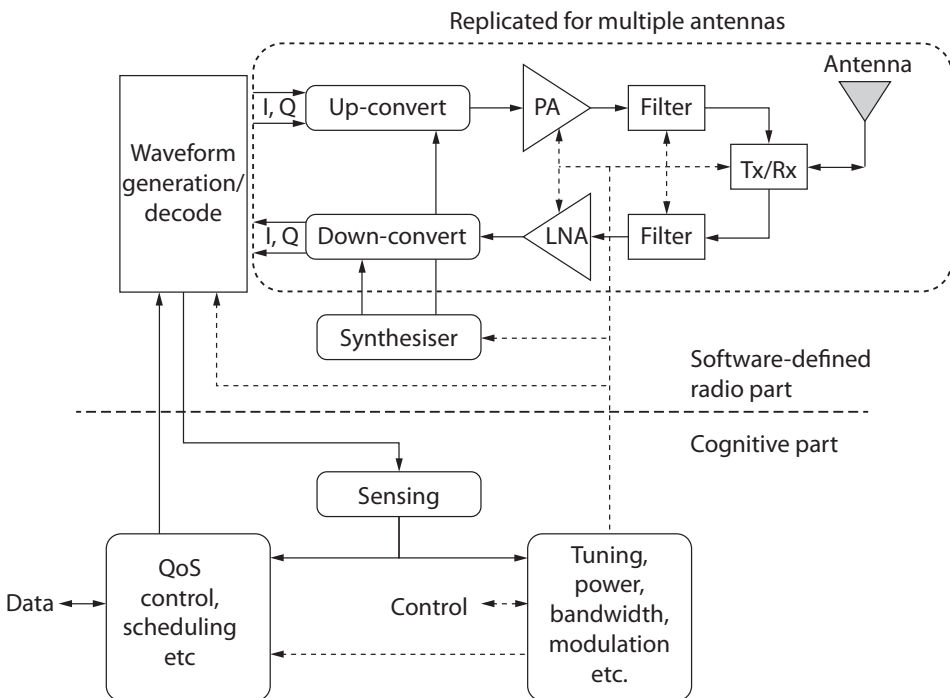 Replicated for multiple antennas
Antenna
I, Q
Up-convert
PA
Filter
Waveform
generation/
decode
Tx/Rx
I, Q
Down-convert
LNA
Filter
Synthesiser
Software-defined
radio part
Cognitive part
Sensing
QoS
control,
scheduling
etc
Data
Control
Tuning,
power,
bandwidth,
modulation
etc.